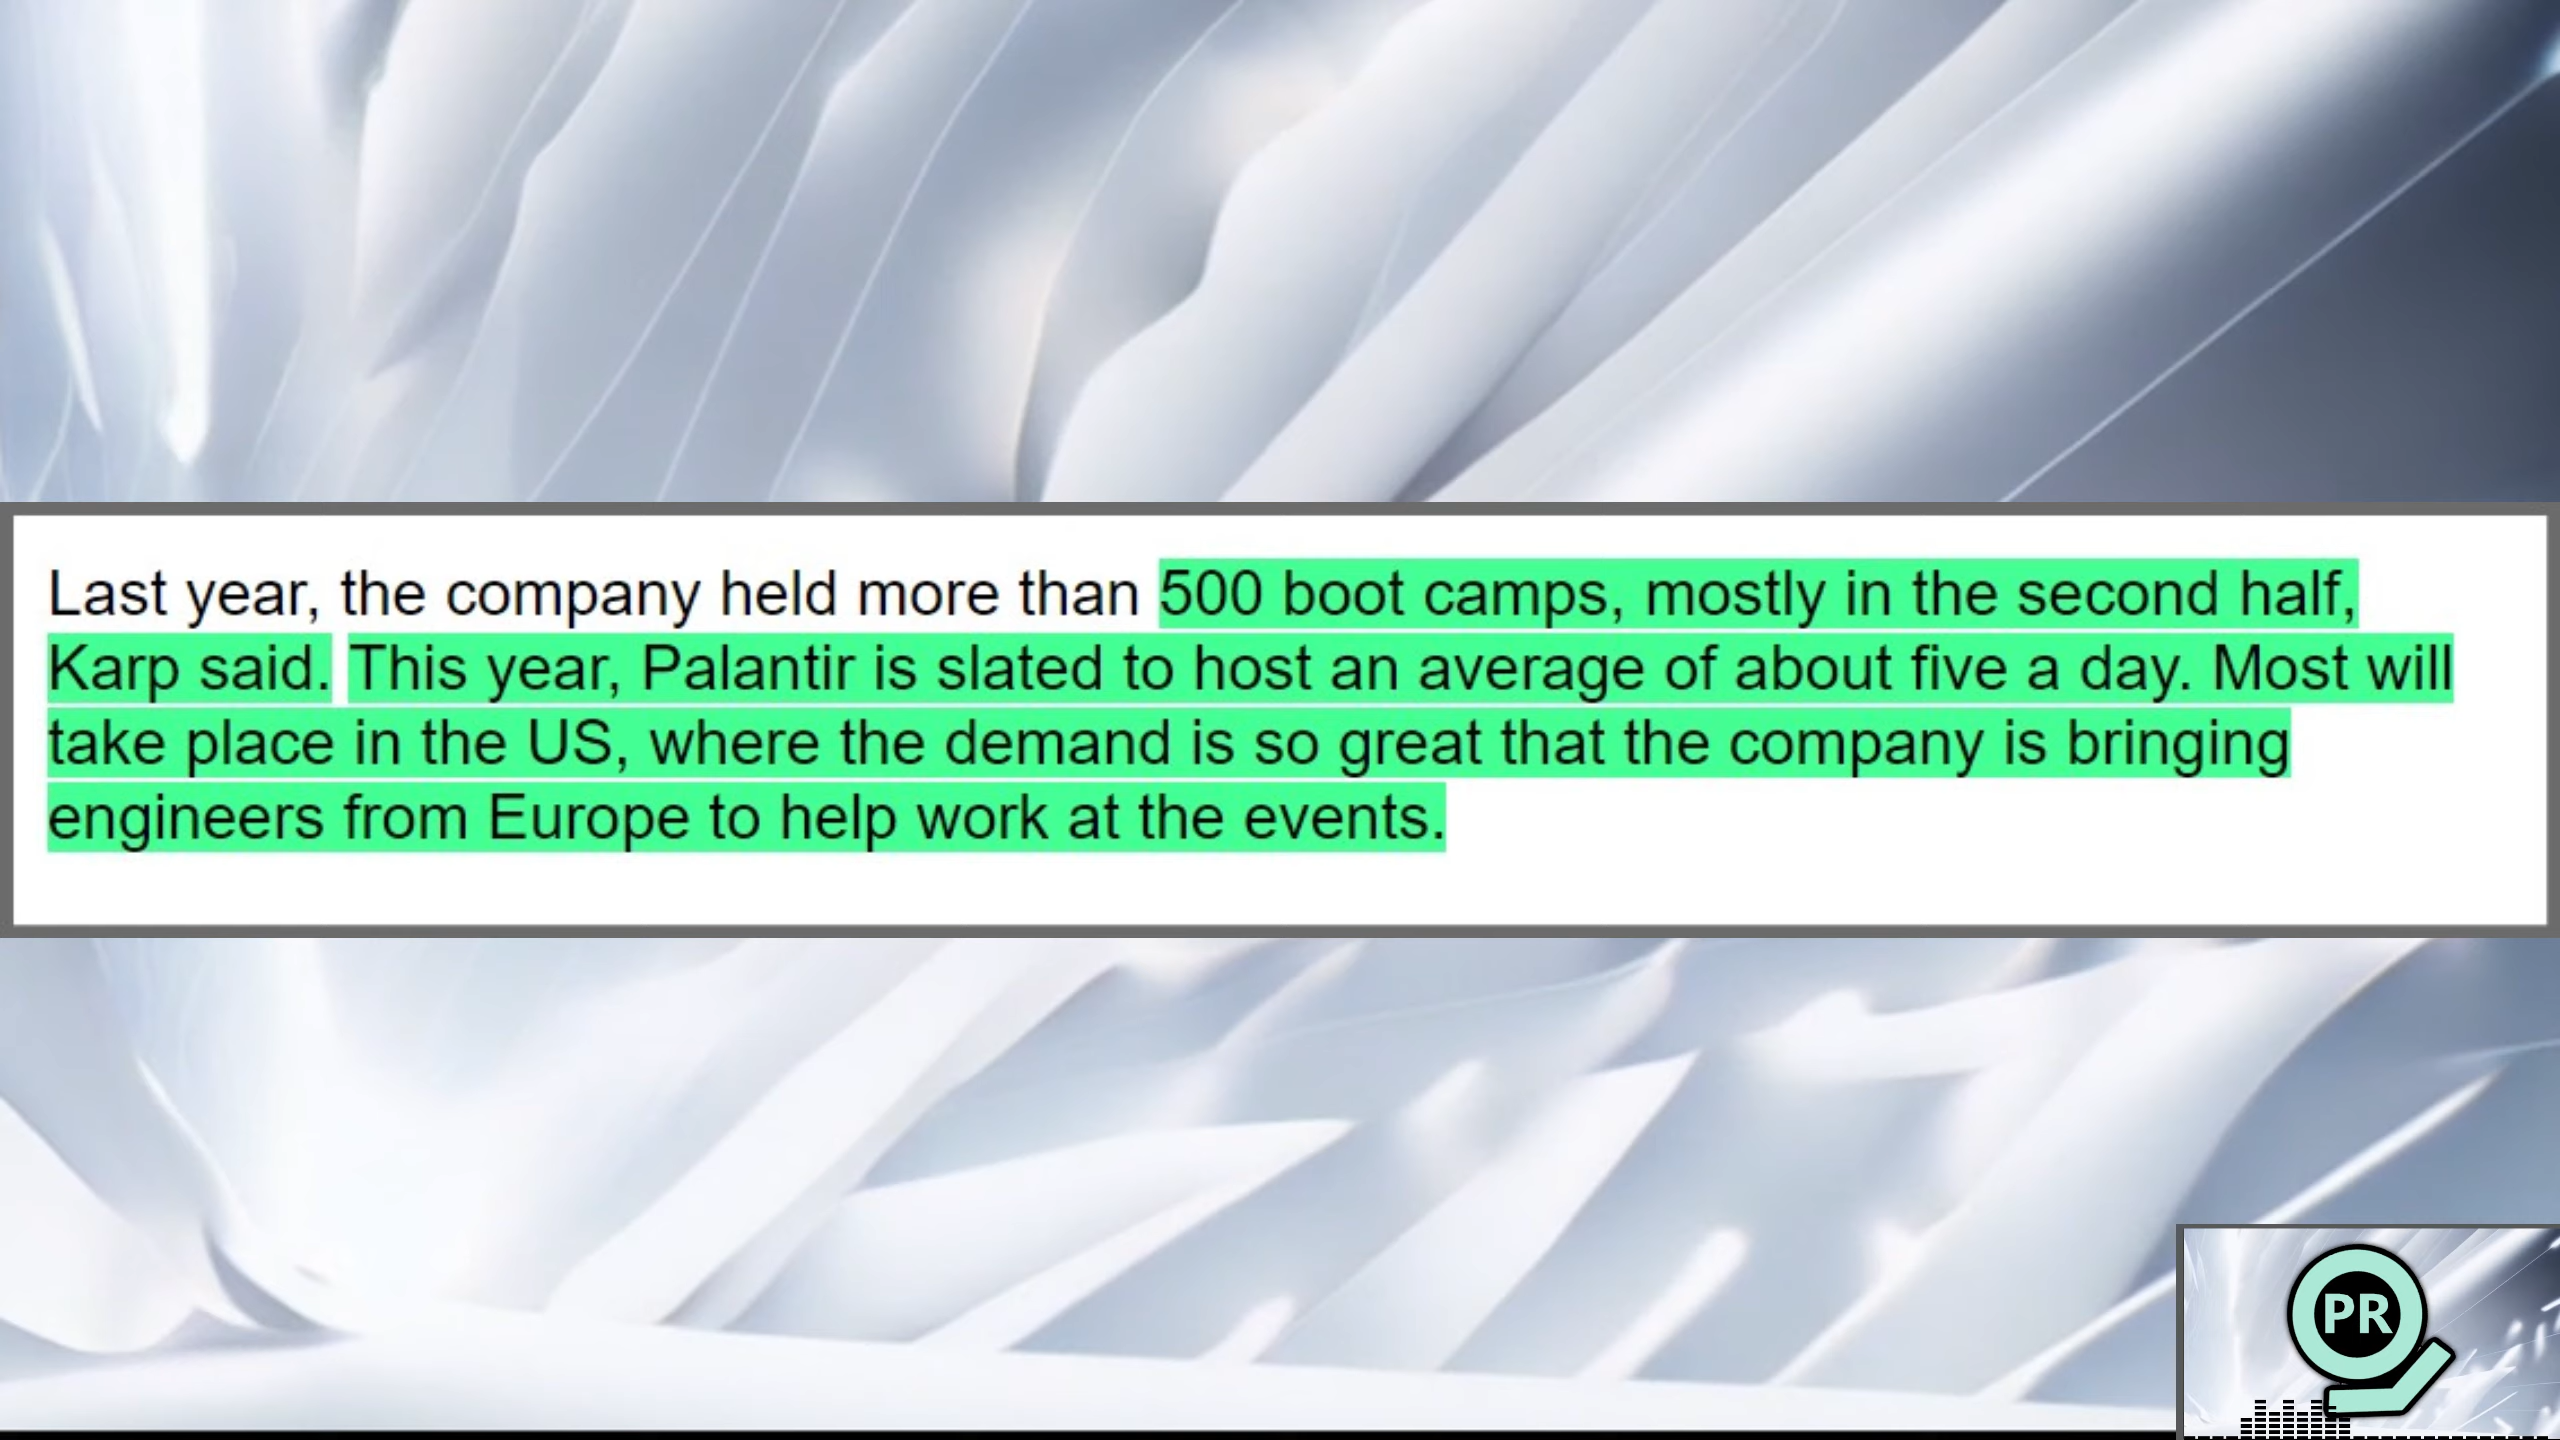 Last year, the company held more than 500 boot camps, mostly in the second half,
Karp said. This year, Palantir is slated to host an average of about five a day. Most will
take place in the US, where the demand is so great that the company is bringing
engineers from Europe to help work at the events.
PR